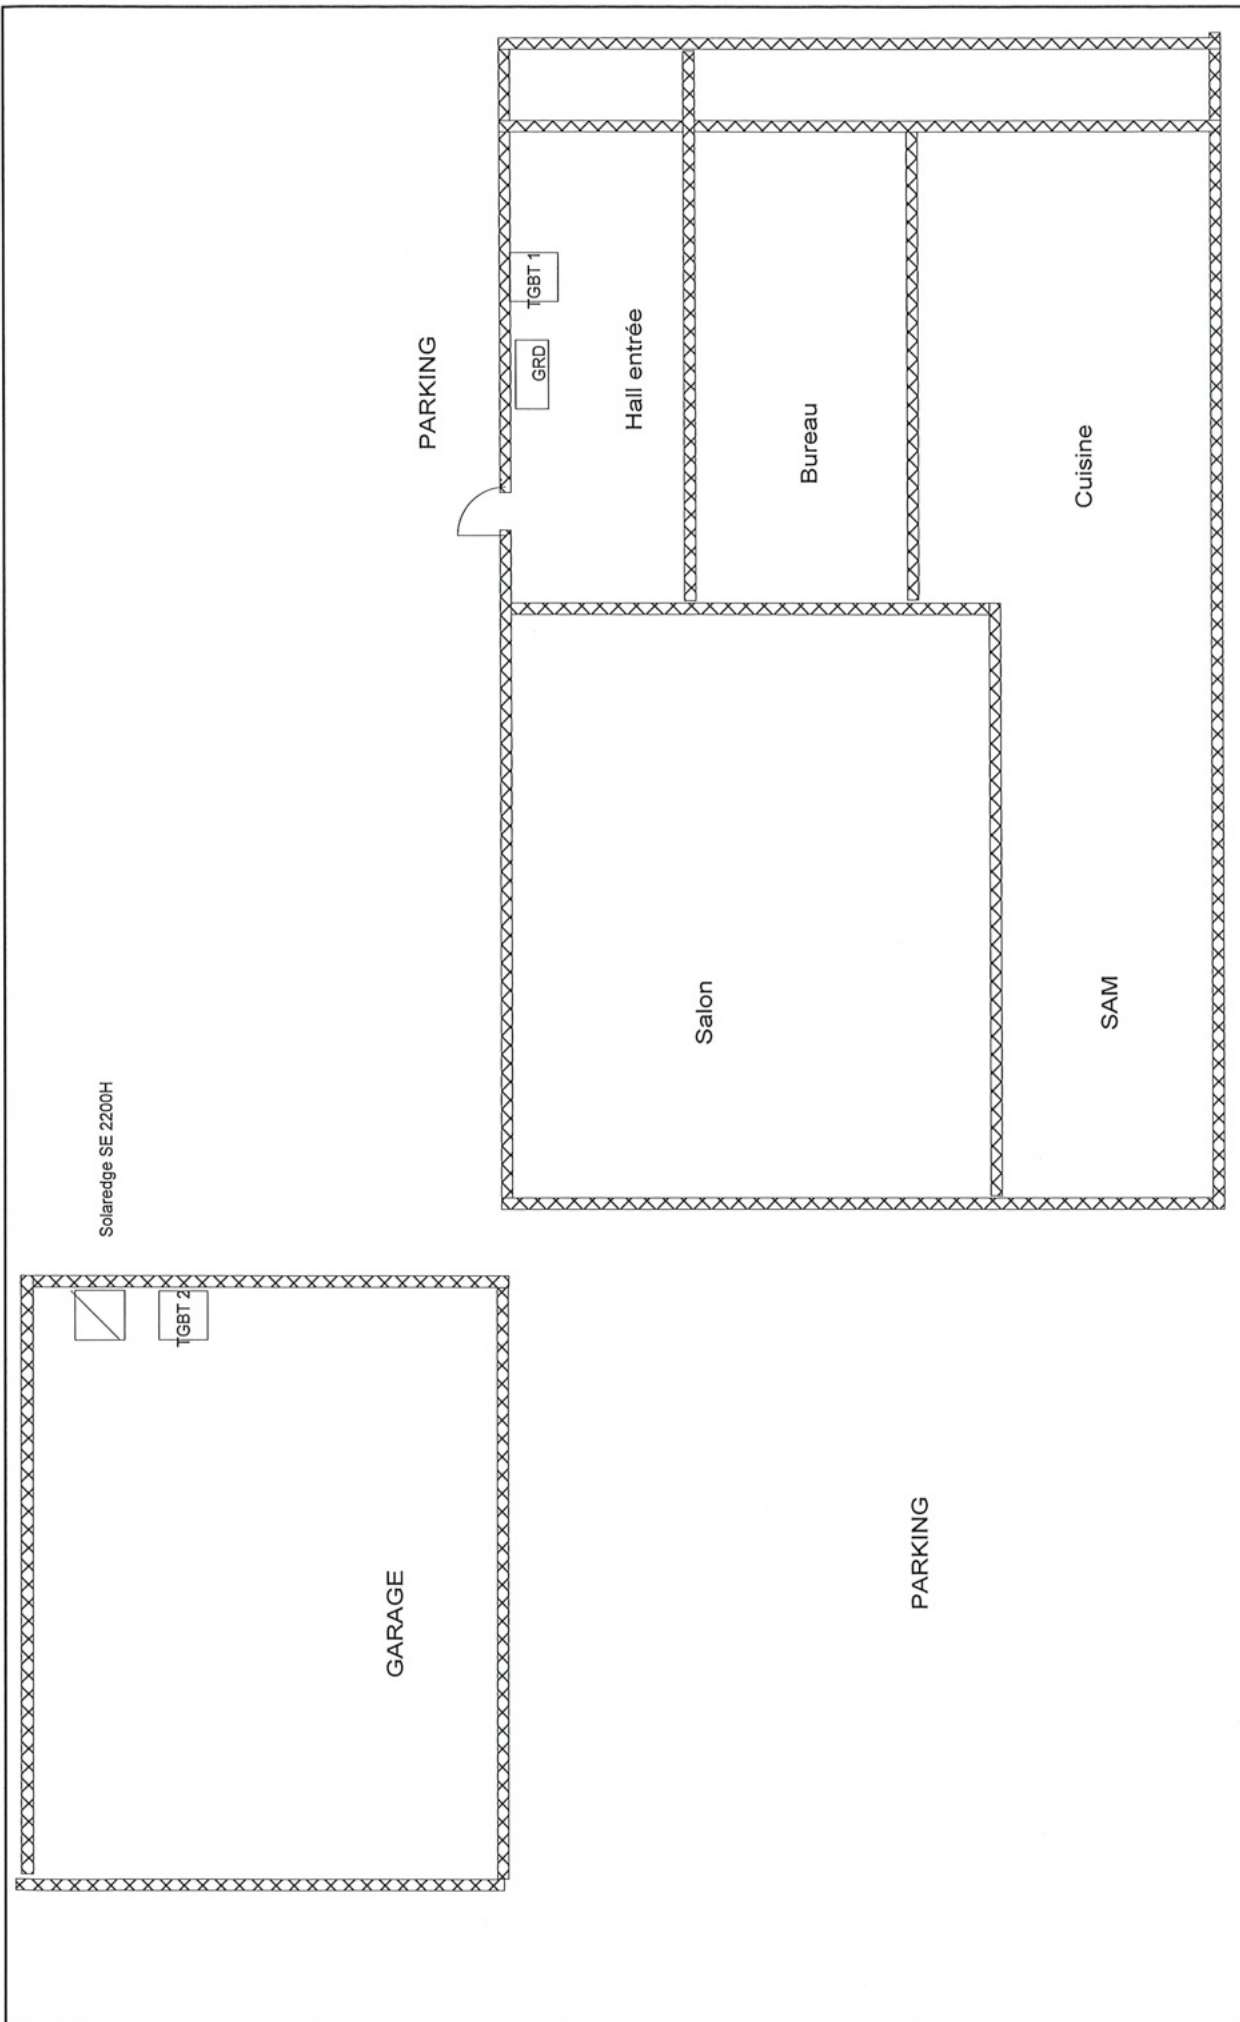 Solaredge SE 2200H
TGBT 2
GARAGE
PARKING
TGBT 1
GRD
Hall entrée
Bureau
Cuisine
Salon
SAM
PARKING